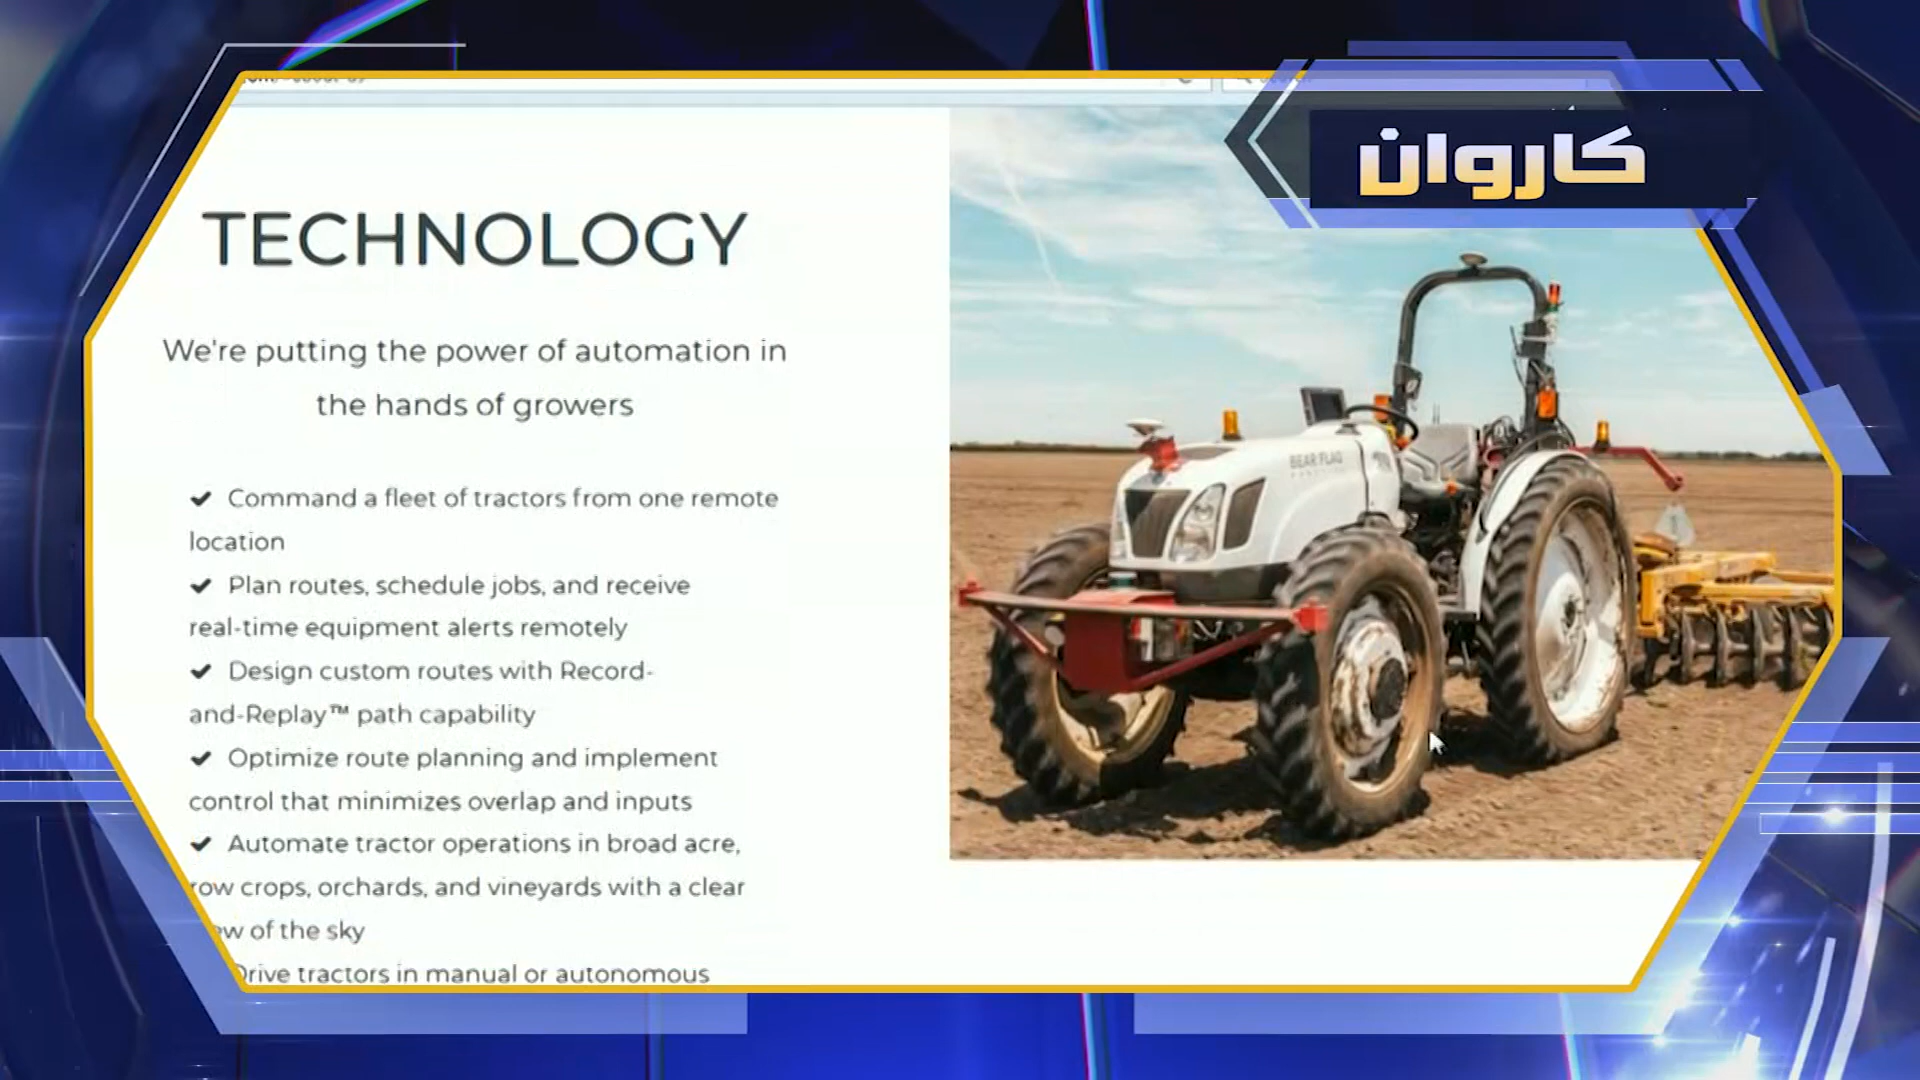 کاروان
TECHNOLOGY
We're putting the power of automation in
the hands of growers
✔ Command a fleet of tractors from one remote
location
✔ Plan routes, schedule jobs, and receive
real-time equipment alerts remotely
✔ Design custom routes with Record-
and-Replay™ path capability
✔ Optimize route planning and implement
control that minimizes overlap and inputs
✔ Automate tractor operations in broad acre,
row crops, orchards, and vineyards with a clear
of the sky
Drive tractors in manual or autonomous
BEAR FLAG